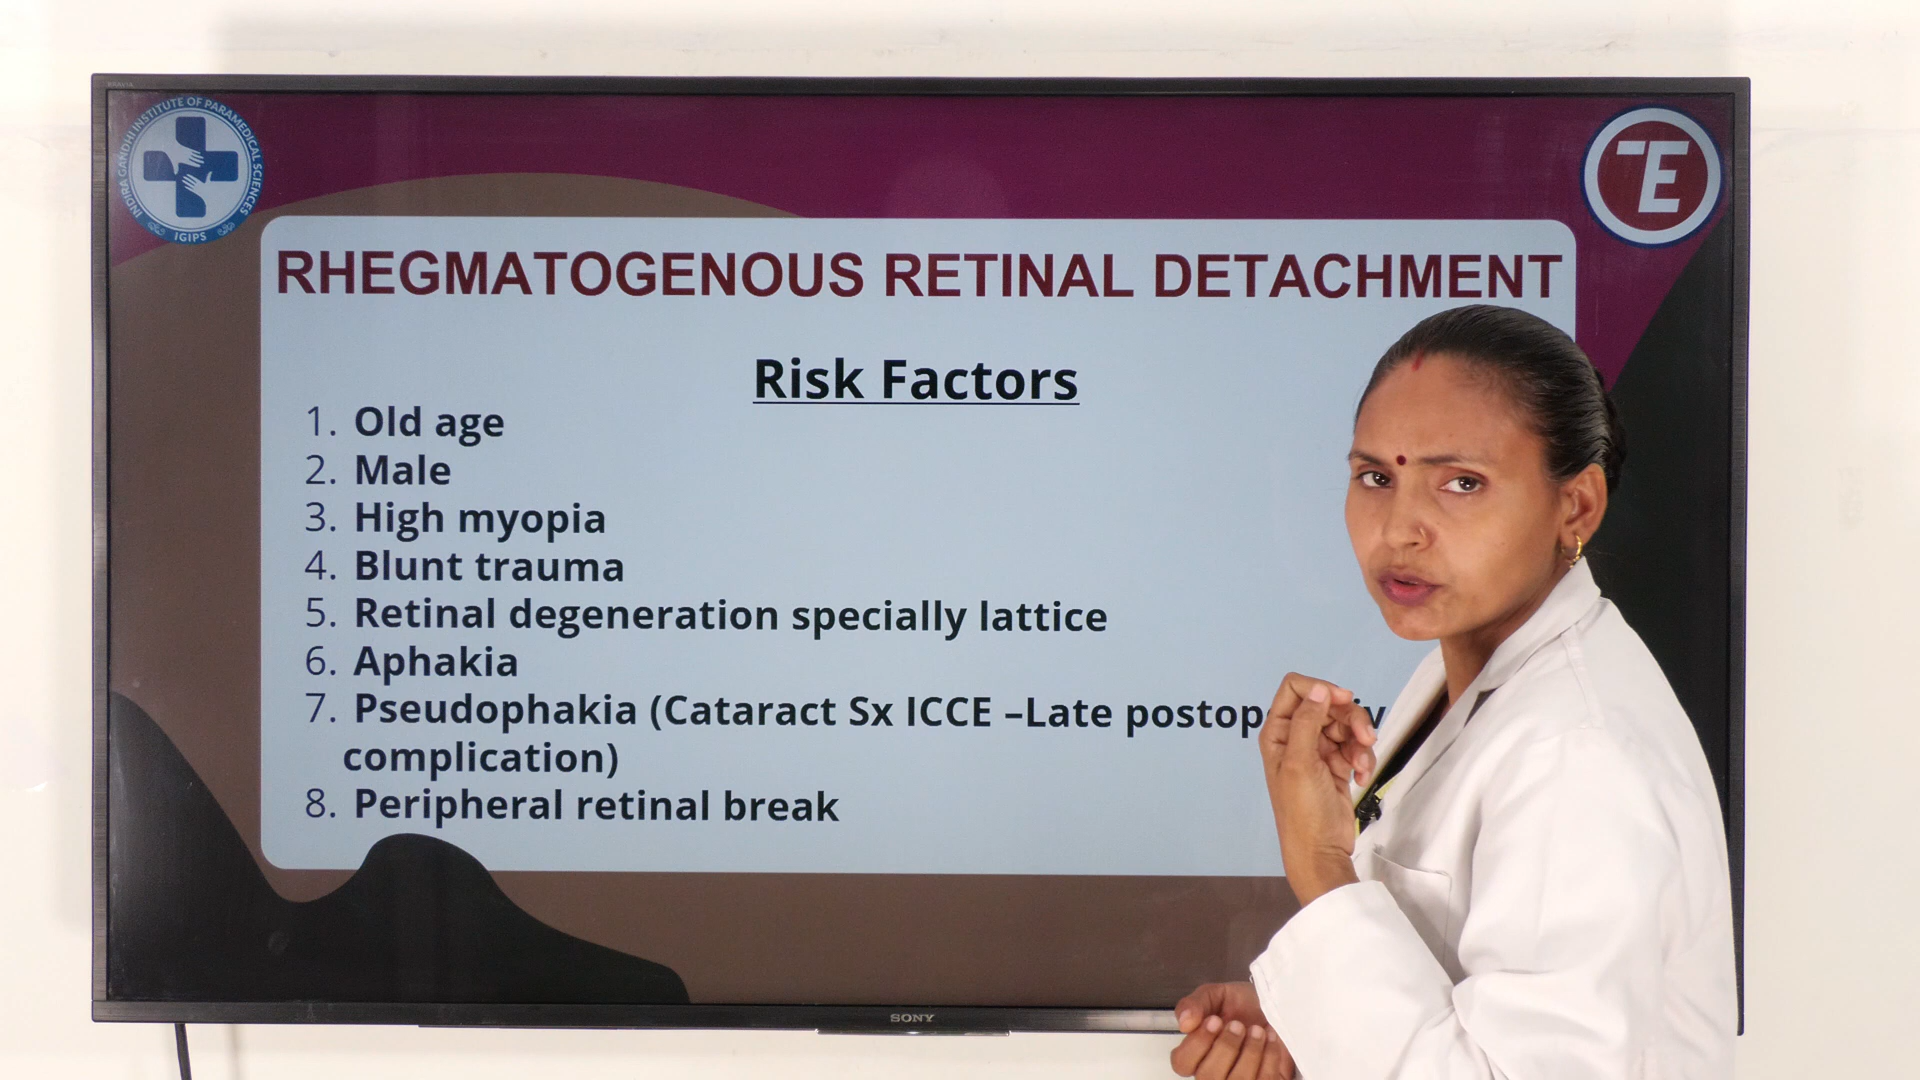 INDIRA GANDHI INSTITUTE OF PARAMEDICAL SCIENCES
IGIPS
E
RHEGMATOGENOUS RETINAL DETACHMENT
Risk Factors
1. Old age
2. Male
3. High myopia
4. Blunt trauma
5. Retinal degeneration specially lattice
6. Aphakia
7. Pseudophakia (Cataract Sx ICCE –Late
complication)
8. Peripheral retinal break
SONY